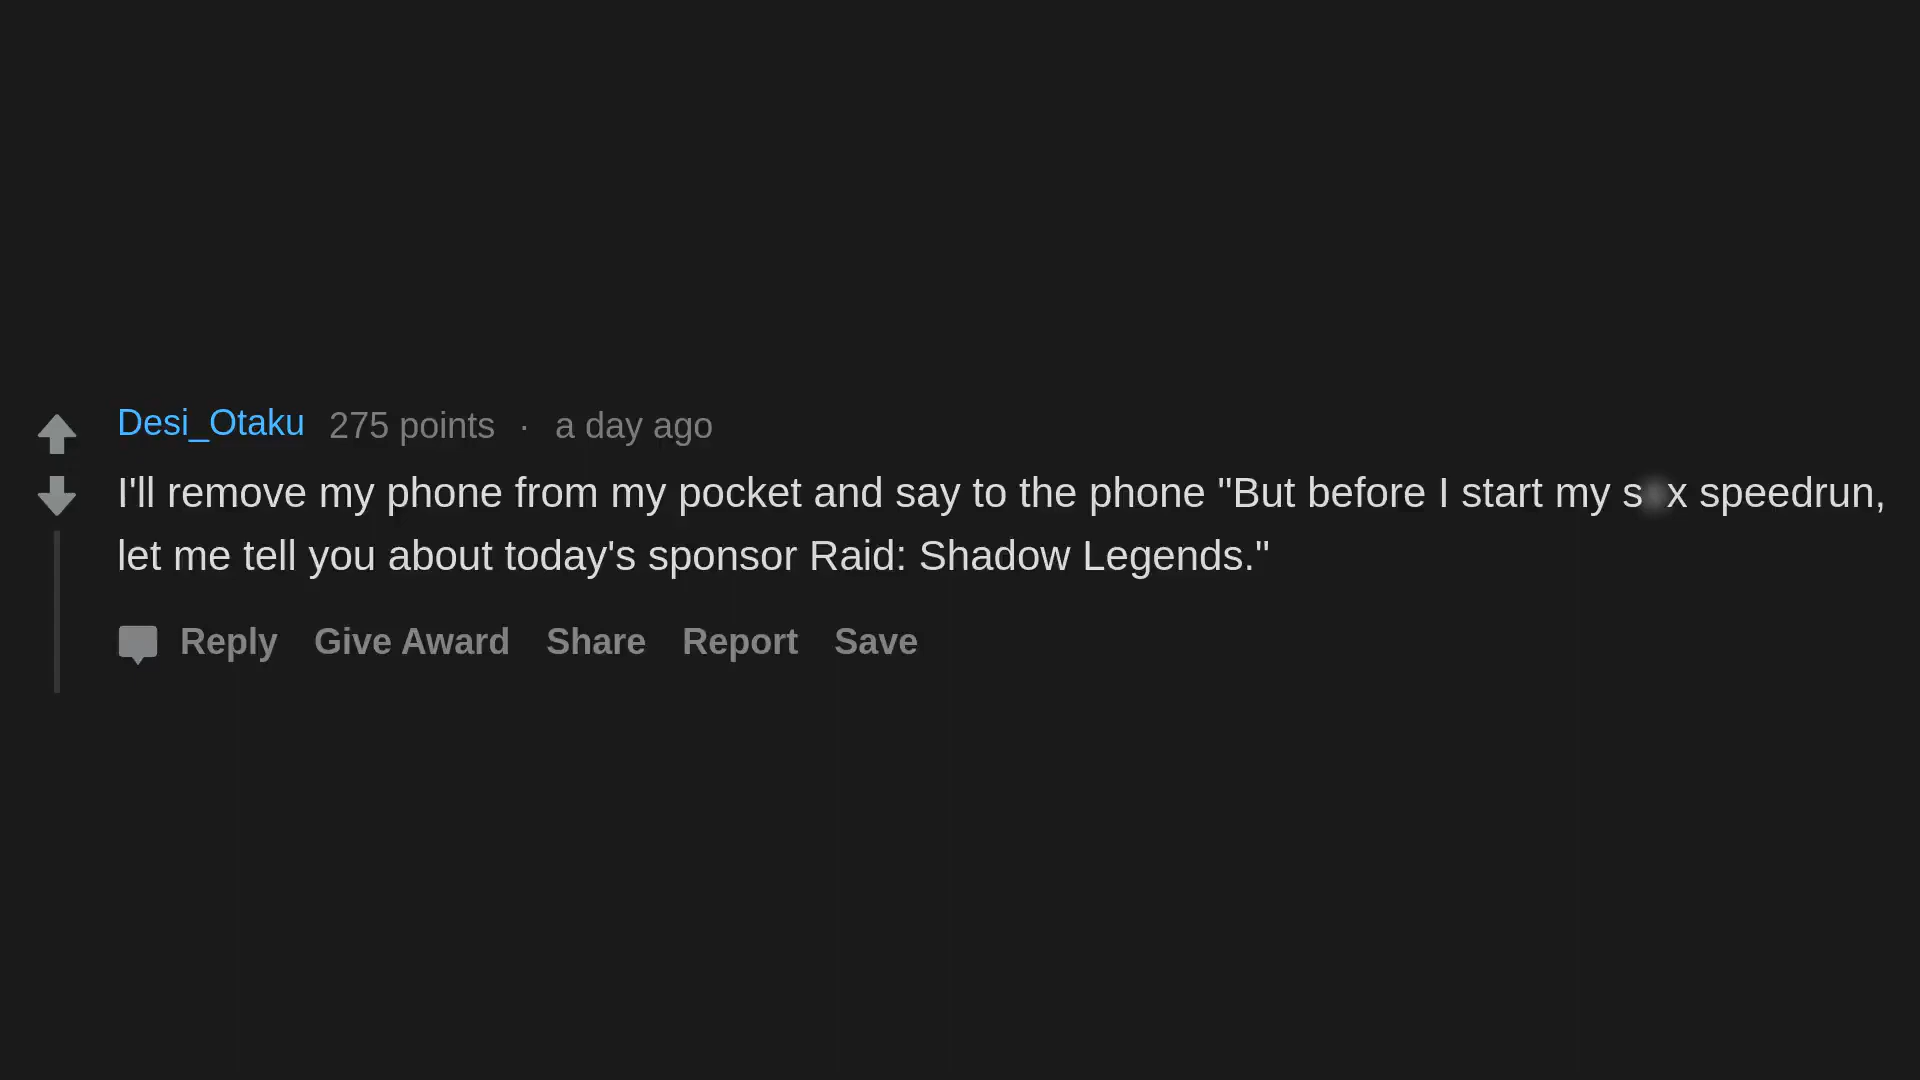 Desi_Otaku 275 points · a day ago
I'll remove my phone from my pocket and say to the phone "But before I start my s x speedrun,
let me tell you about today's sponsor Raid: Shadow Legends."
Reply Give Award Share Report Save